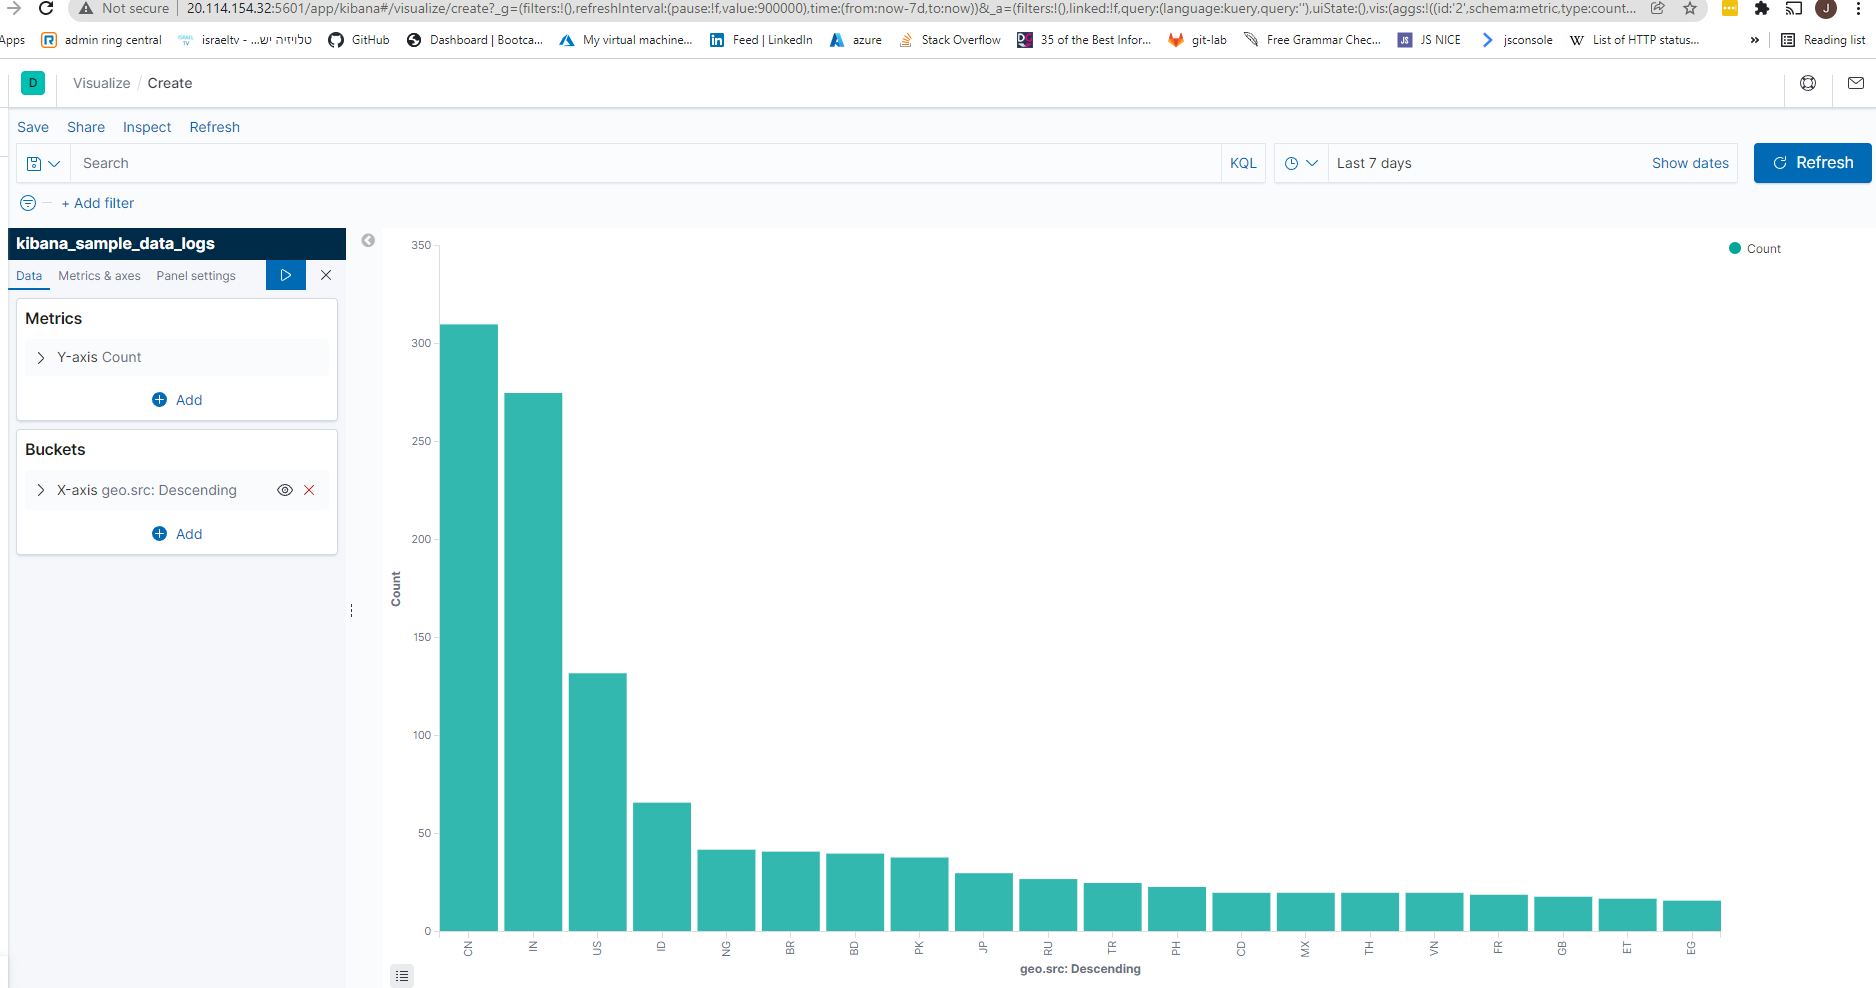 Not secure 20.114.154.32:5601/app/kibana#/visualize/create?_g=(filters:!(),refreshInterval:(pause:!f,value:900000),time:(from:now-7d,to:now))&_a=(filters:!(),linked:!f,query:(language:kuery,query:''),uiState:(),vis:(aggs:!((id:'2',schema:metric,type:count...
Apps admin ring central israeltv - ...טלויזיה יש GitHub Dashboard | Bootca... My virtual machine... Feed | LinkedIn azure Stack Overflow 35 of the Best Infor... git-lab Free Grammar Chec... JS NICE jsconsole List of HTTP status... » Reading list
D Visualize / Create
Save Share Inspect Refresh
Search KQL Last 7 days Show dates Refresh
+ Add filter
kibana_sample_data_logs
Data Metrics & axes Panel settings
Metrics
Y-axis Count
Add
Buckets
X-axis geo.src: Descending
Add
Count
350
300
250
200
150
100
50
0
Count
CN IN US ID NG BR BD PK JP RU TR PH CD MX TH VN FR GB ET EG
geo.src: Descending